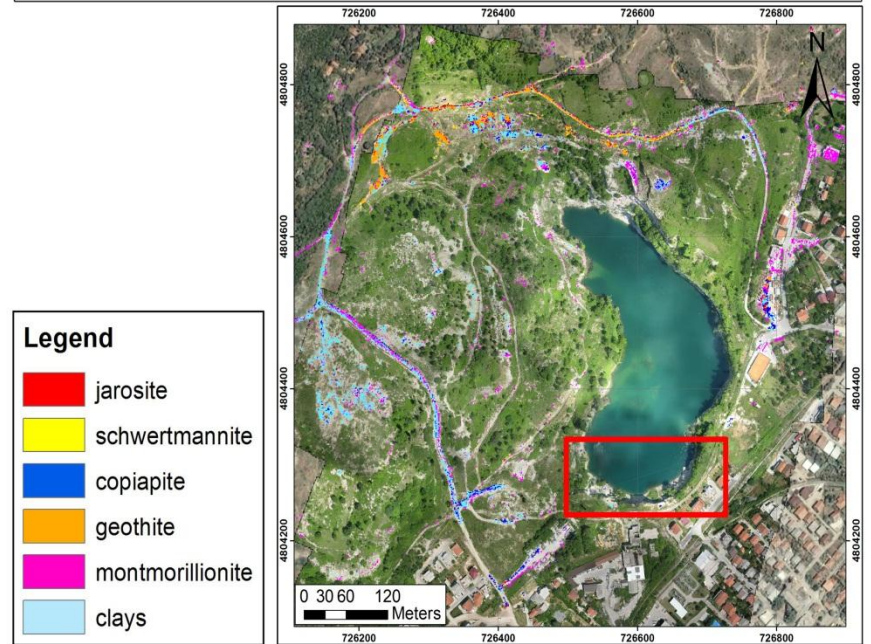 726200 726400 726600 726800
N
4804800
4804800
4804600
4804600
4804400
4804400
4804200
4804200
Legend
jarosite
schwertmannite
copiapite
geothite
montmorillionite
clays
0 30 60 120
Meters
726200 726400 726600 726800